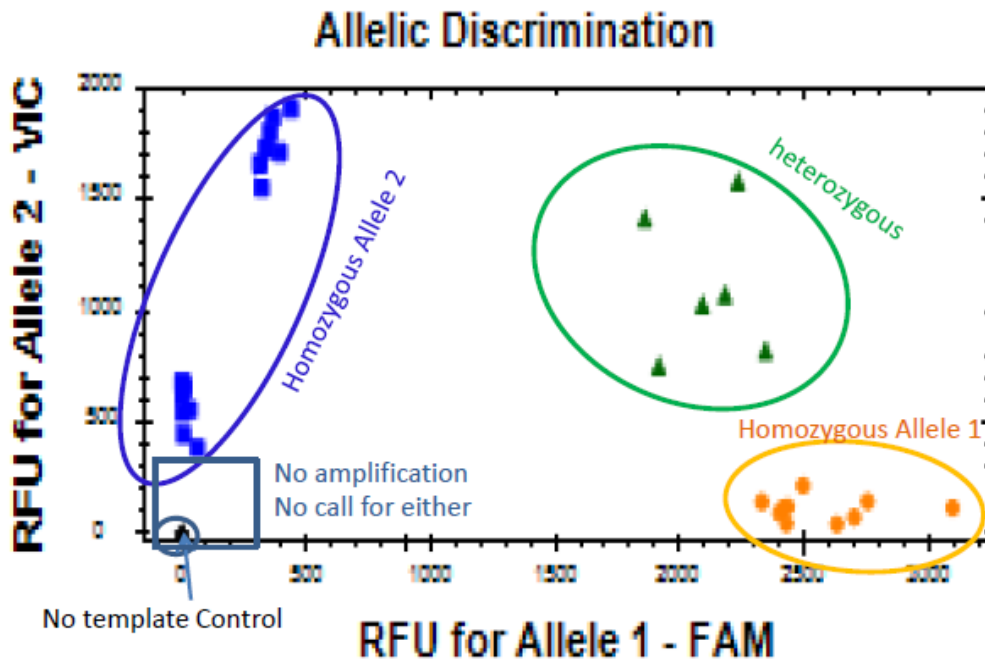 Allelic Discrimination
RFU for Allele 2 - VIC
2000
1500
1000
500
0
Homozygous Allele 2
heterozygous
Homozygous Allele 1
No amplification
No call for either
0
500
1000
1500
2000
2500
3000
No template Control
RFU for Allele 1 - FAM